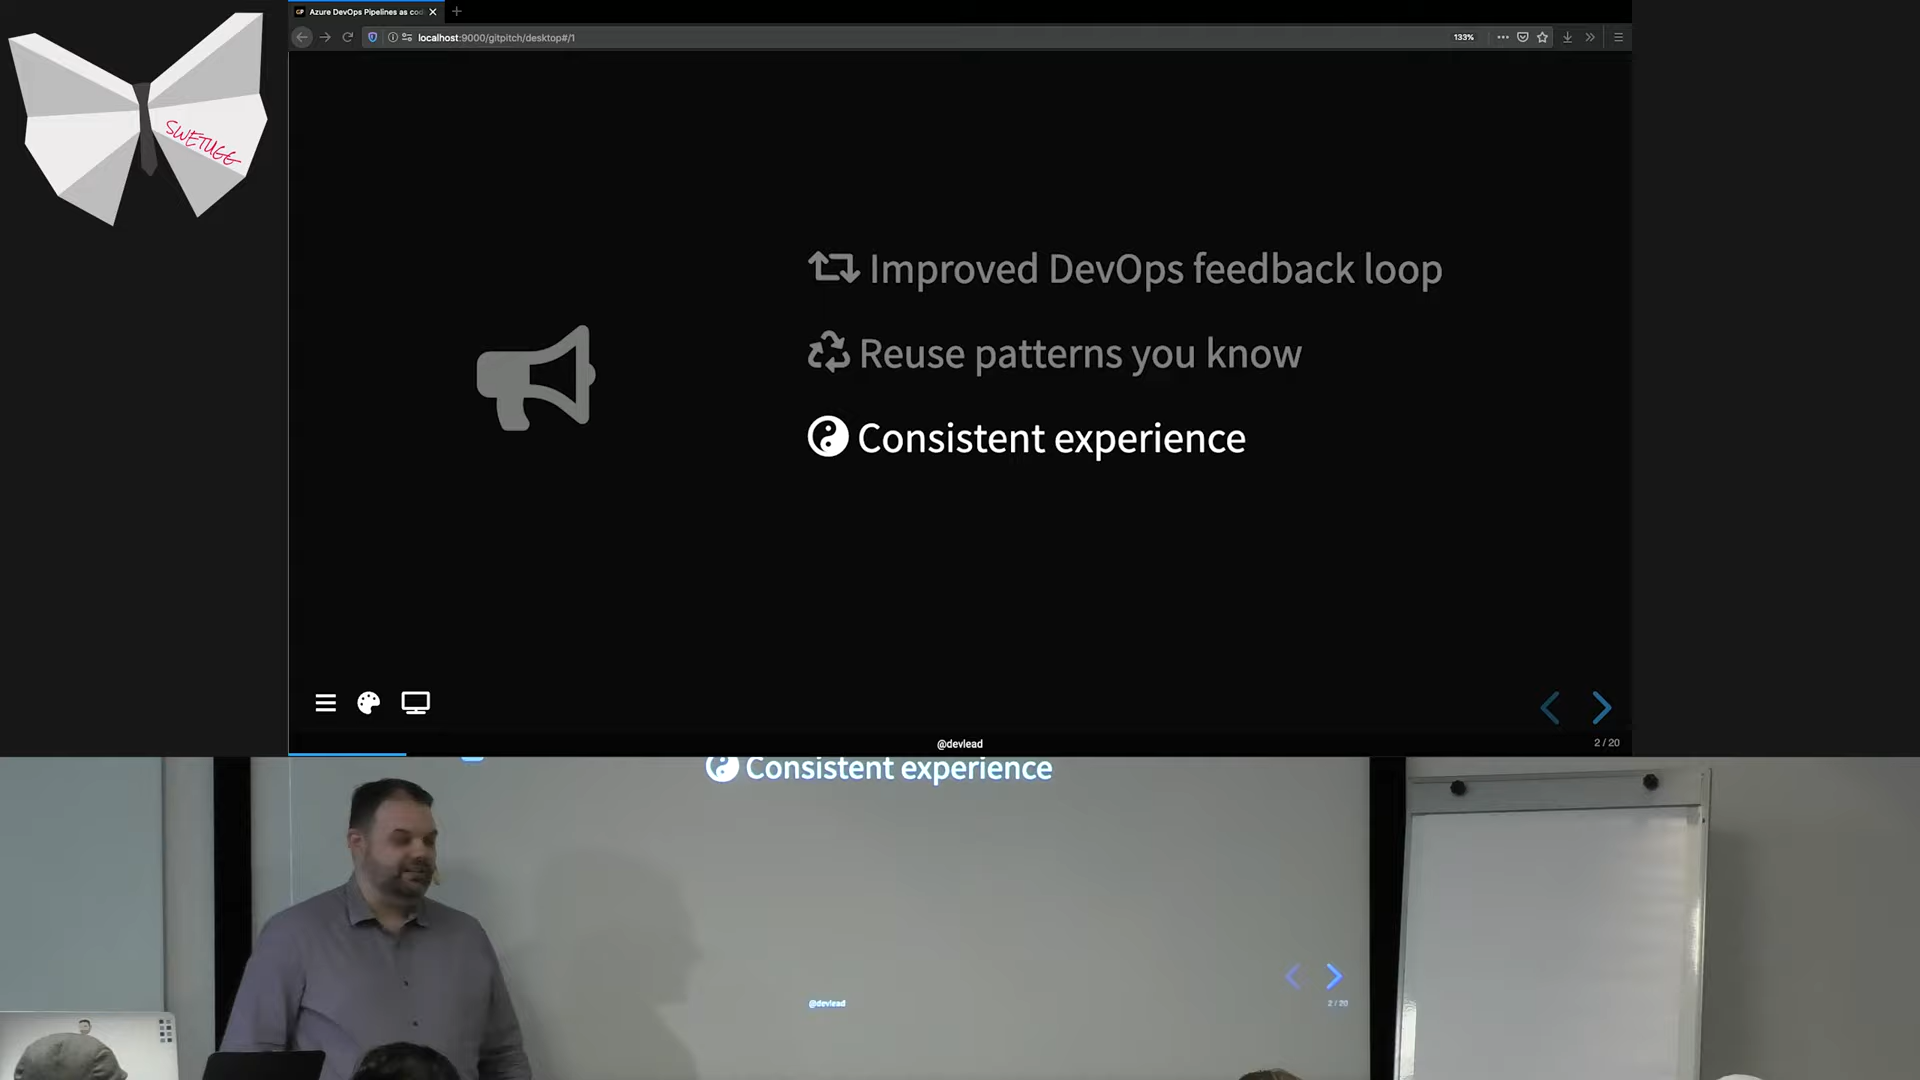 Azure DevOps Pipelines as cod
localhost:9000/gitpitch/desktop#/1
133%
SWETUGG
Improved DevOps feedback loop
Reuse patterns you know
Consistent experience
@devlead
2 / 20
Consistent experience
@devlead
2 / 20